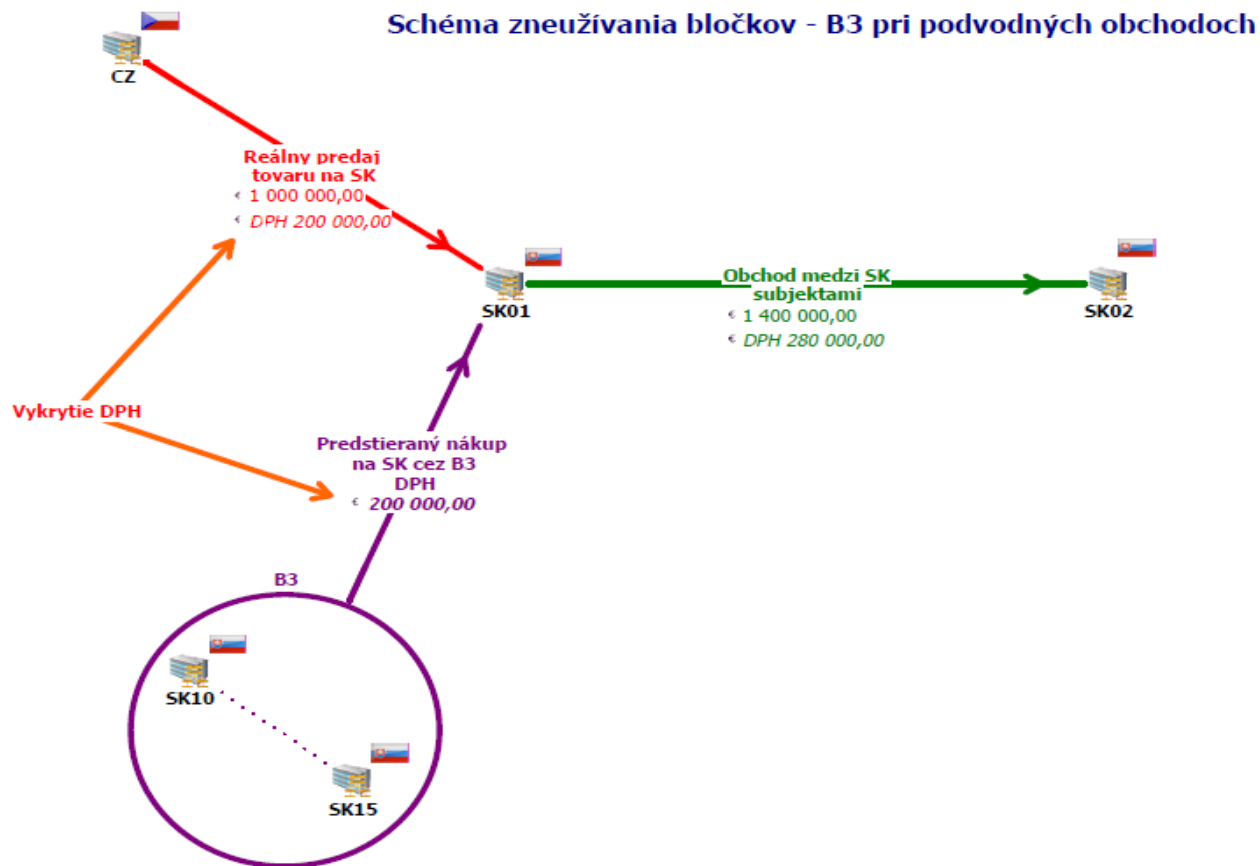 Schéma zneužívania bločkov - B3 pri podvodných obchodoch
CZ
Reálny predaj
tovaru na SK
€ 1 000 000,00
€ DPH 200 000,00
SK01
Obchod medzi SK
subjektami
€ 1 400 000,00
€ DPH 280 000,00
SK02
Vykrytie DPH
Predstieraný nákup
na SK cez B3
DPH
€ 200 000,00
B3
SK10
SK15